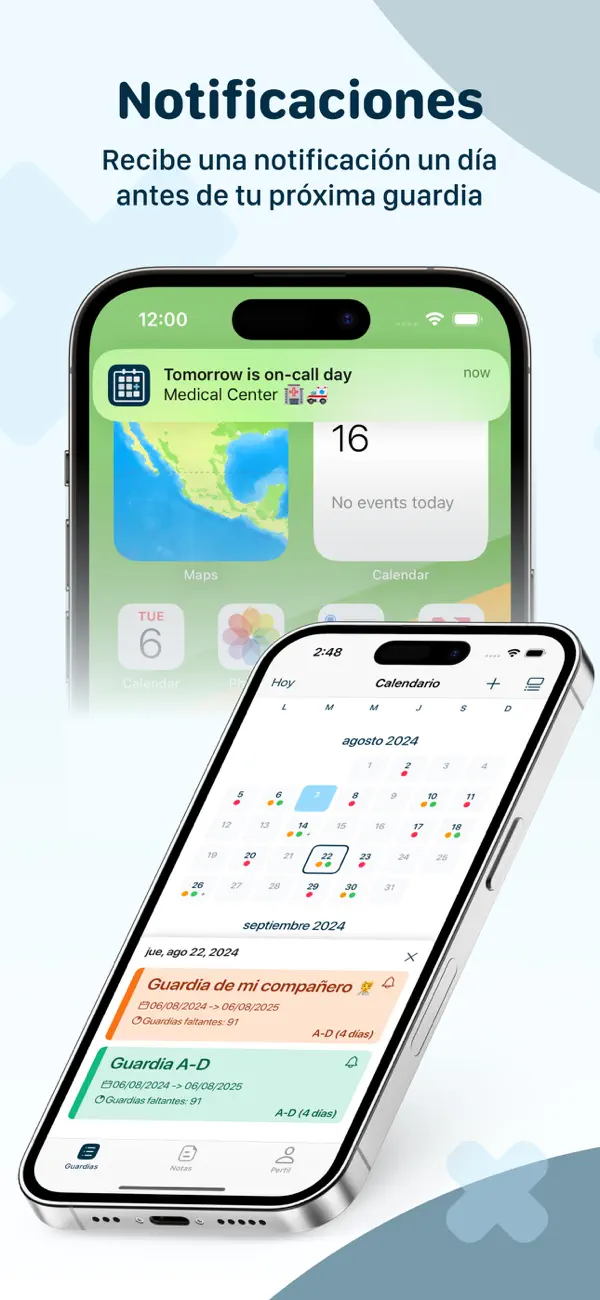 Notificaciones
Recibe una notificación un día
antes de tu próxima guardia
12:00
Tomorrow is on-call day
now
Medical Center
16
No events today
Maps
Calendar
TUE
6
Calendar
2:48
Hoy
Calendario
L M M J S D
agosto 2024
1 2 3 4
5 6 7 8 9 10 11
12 13 14 15 16 17 18
19 20 21 22 23 24 25
26 27 28 29 30 31
septiembre 2024
jue, ago 22, 2024
Guardia de mi compañero
06/08/2024 -> 06/08/2025
Guardias faltantes: 91
A-D (4 días)
Guardia A-D
06/08/2024 -> 06/08/2025
Guardias faltantes: 91
A-D (4 días)
Guardias
Notas
Perfil